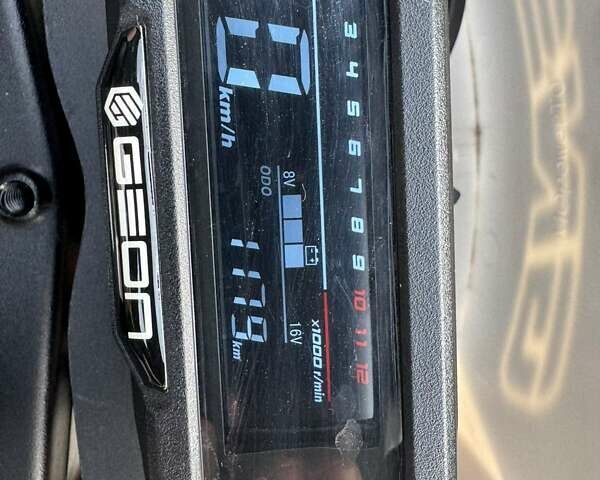 GEON
0
km/h
ODO
1179
km
8V
16V
3 4 5 6 7 8 9 10 11 12
x1000 r/min